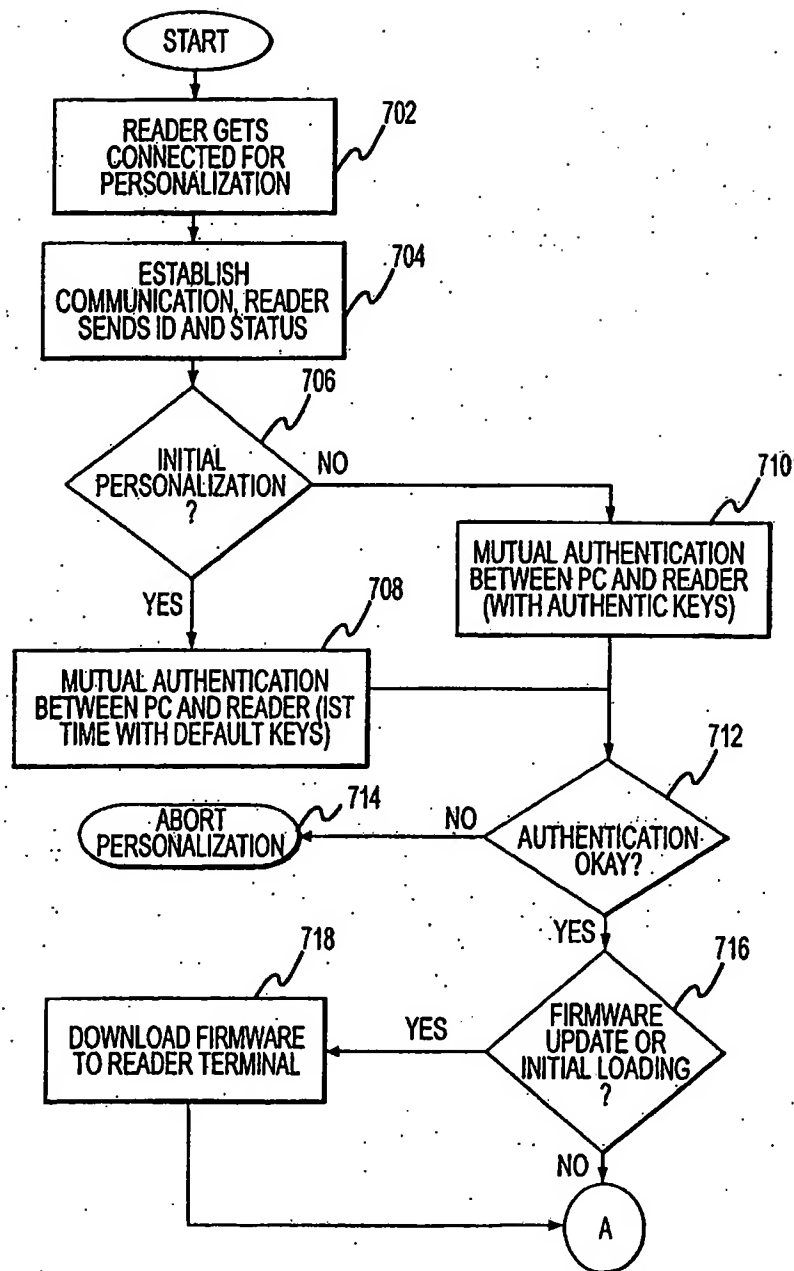 START
702
READER GETS
CONNECTED FOR
PERSONALIZATION
704
ESTABLISH
COMMUNICATION, READER
SENDS ID AND STATUS
706
INITIAL
PERSONALIZATION
?
NO
710
MUTUAL AUTHENTICATION
BETWEEN PC AND READER
(WITH AUTHENTIC KEYS)
YES
708
MUTUAL AUTHENTICATION
BETWEEN PC AND READER (IST
TIME WITH DEFAULT KEYS)
712
AUTHENTICATION
OKAY?
NO
714
ABORT
PERSONALIZATION
YES
716
FIRMWARE
UPDATE OR
INITIAL LOADING
?
YES
718
DOWNLOAD FIRMWARE
TO READER TERMINAL
NO
A